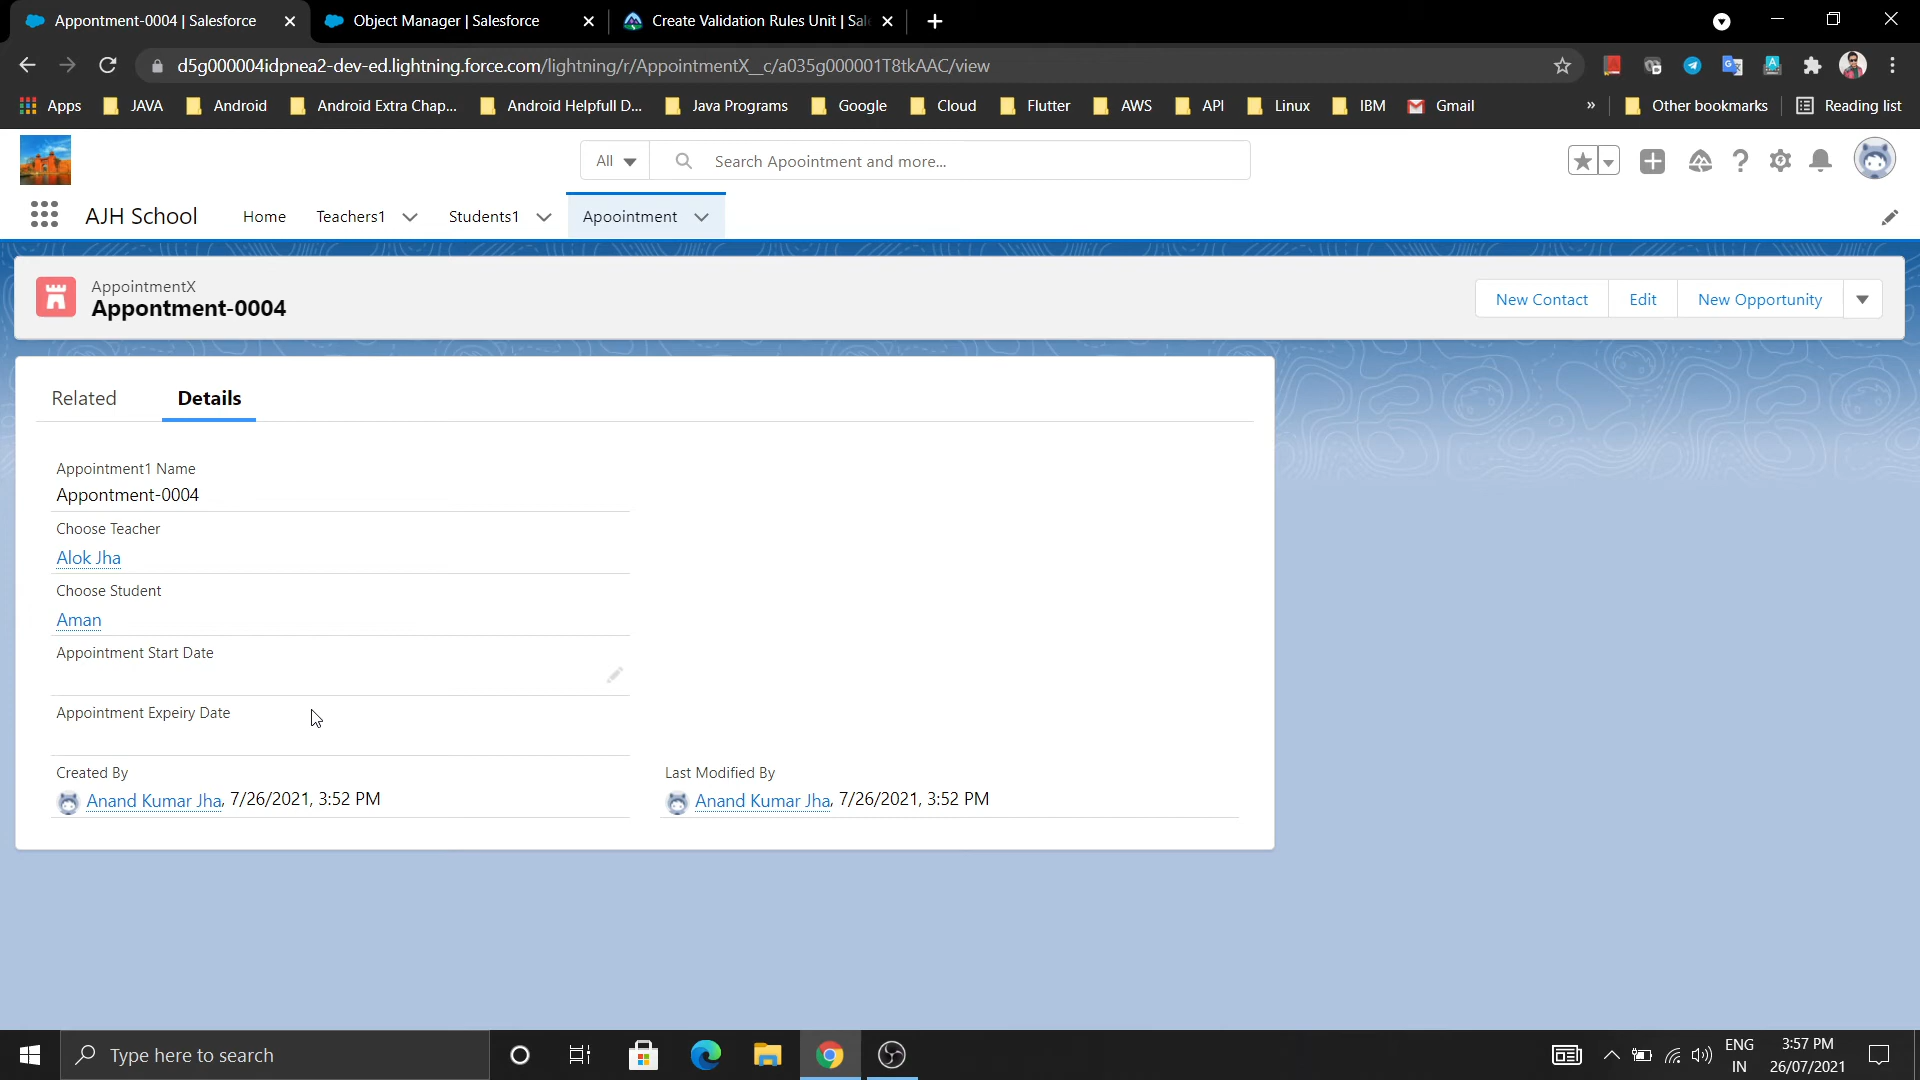 Appointment-0004 | Salesforce
Object Manager | Salesforce
Create Validation Rules Unit | Sal
d5g000004idpnea2-dev-ed.lightning.force.com/lightning/r/AppointmentX__c/a035g000001T8tkAAC/view
Apps
JAVA
Android
Android Extra Chap...
Android Helpfull D...
Java Programs
Google
Cloud
Flutter
AWS
API
Linux
IBM
Gmail
»
Other bookmarks
Reading list
All
Search Apoointment and more...
AJH School
Home
Teachers1
Students1
Apoointment
AppointmentX
Appontment-0004
New Contact
Edit
New Opportunity
Related
Details
Appointment1 Name
Appontment-0004
Choose Teacher
Alok Jha
Choose Student
Aman
Appointment Start Date
Appointment Expeiry Date
Created By
Anand Kumar Jha, 7/26/2021, 3:52 PM
Last Modified By
Anand Kumar Jha, 7/26/2021, 3:52 PM
Type here to search
ENG
IN
3:57 PM
26/07/2021